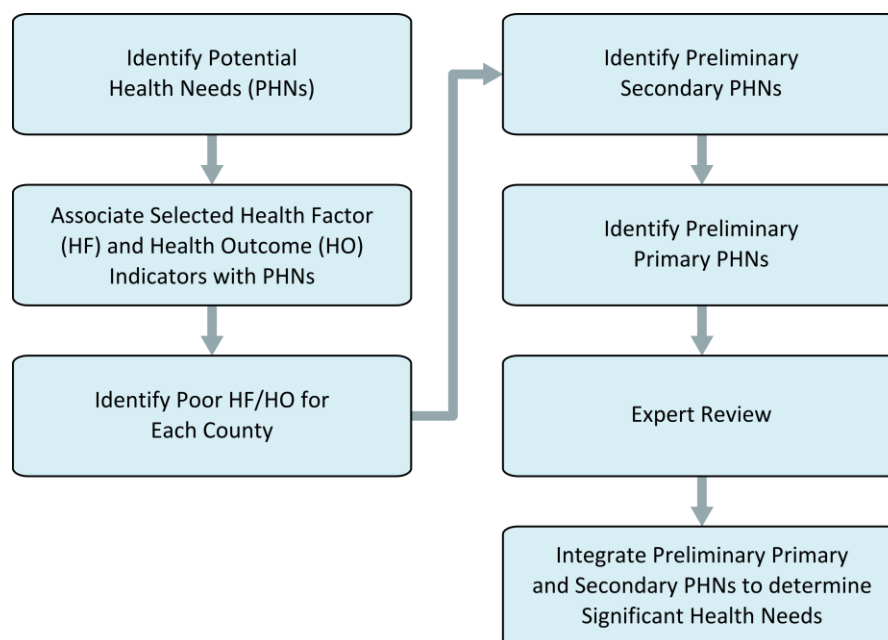 Identify Potential
Health Needs (PHNs)
Associate Selected Health Factor
(HF) and Health Outcome (HO)
Indicators with PHNs
Identify Poor HF/HO for
Each County
Identify Preliminary
Secondary PHNs
Identify Preliminary
Primary PHNs
Expert Review
Integrate Preliminary Primary
and Secondary PHNs to determine
Significant Health Needs